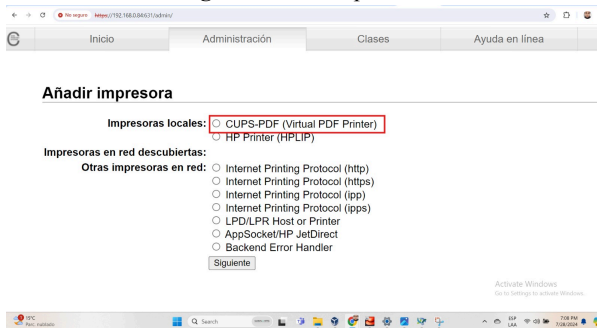 No seguro https://192.168.0.84:631/admin/
Inicio Administración Clases Ayuda en línea
Añadir impresora
Impresoras locales: CUPS-PDF (Virtual PDF Printer)
HP Printer (HPLIP)
Impresoras en red descubiertas:
Otras impresoras en red: Internet Printing Protocol (http)
Internet Printing Protocol (https)
Internet Printing Protocol (ipp)
Internet Printing Protocol (ipps)
LPD/LPR Host or Printer
AppSocket/HP JetDirect
Backend Error Handler
Siguiente
Activate Windows
Go to Settings to activate Windows.
15°C
Parc. nublado
Search
ESP
LAA
7:08 PM
7/28/2024